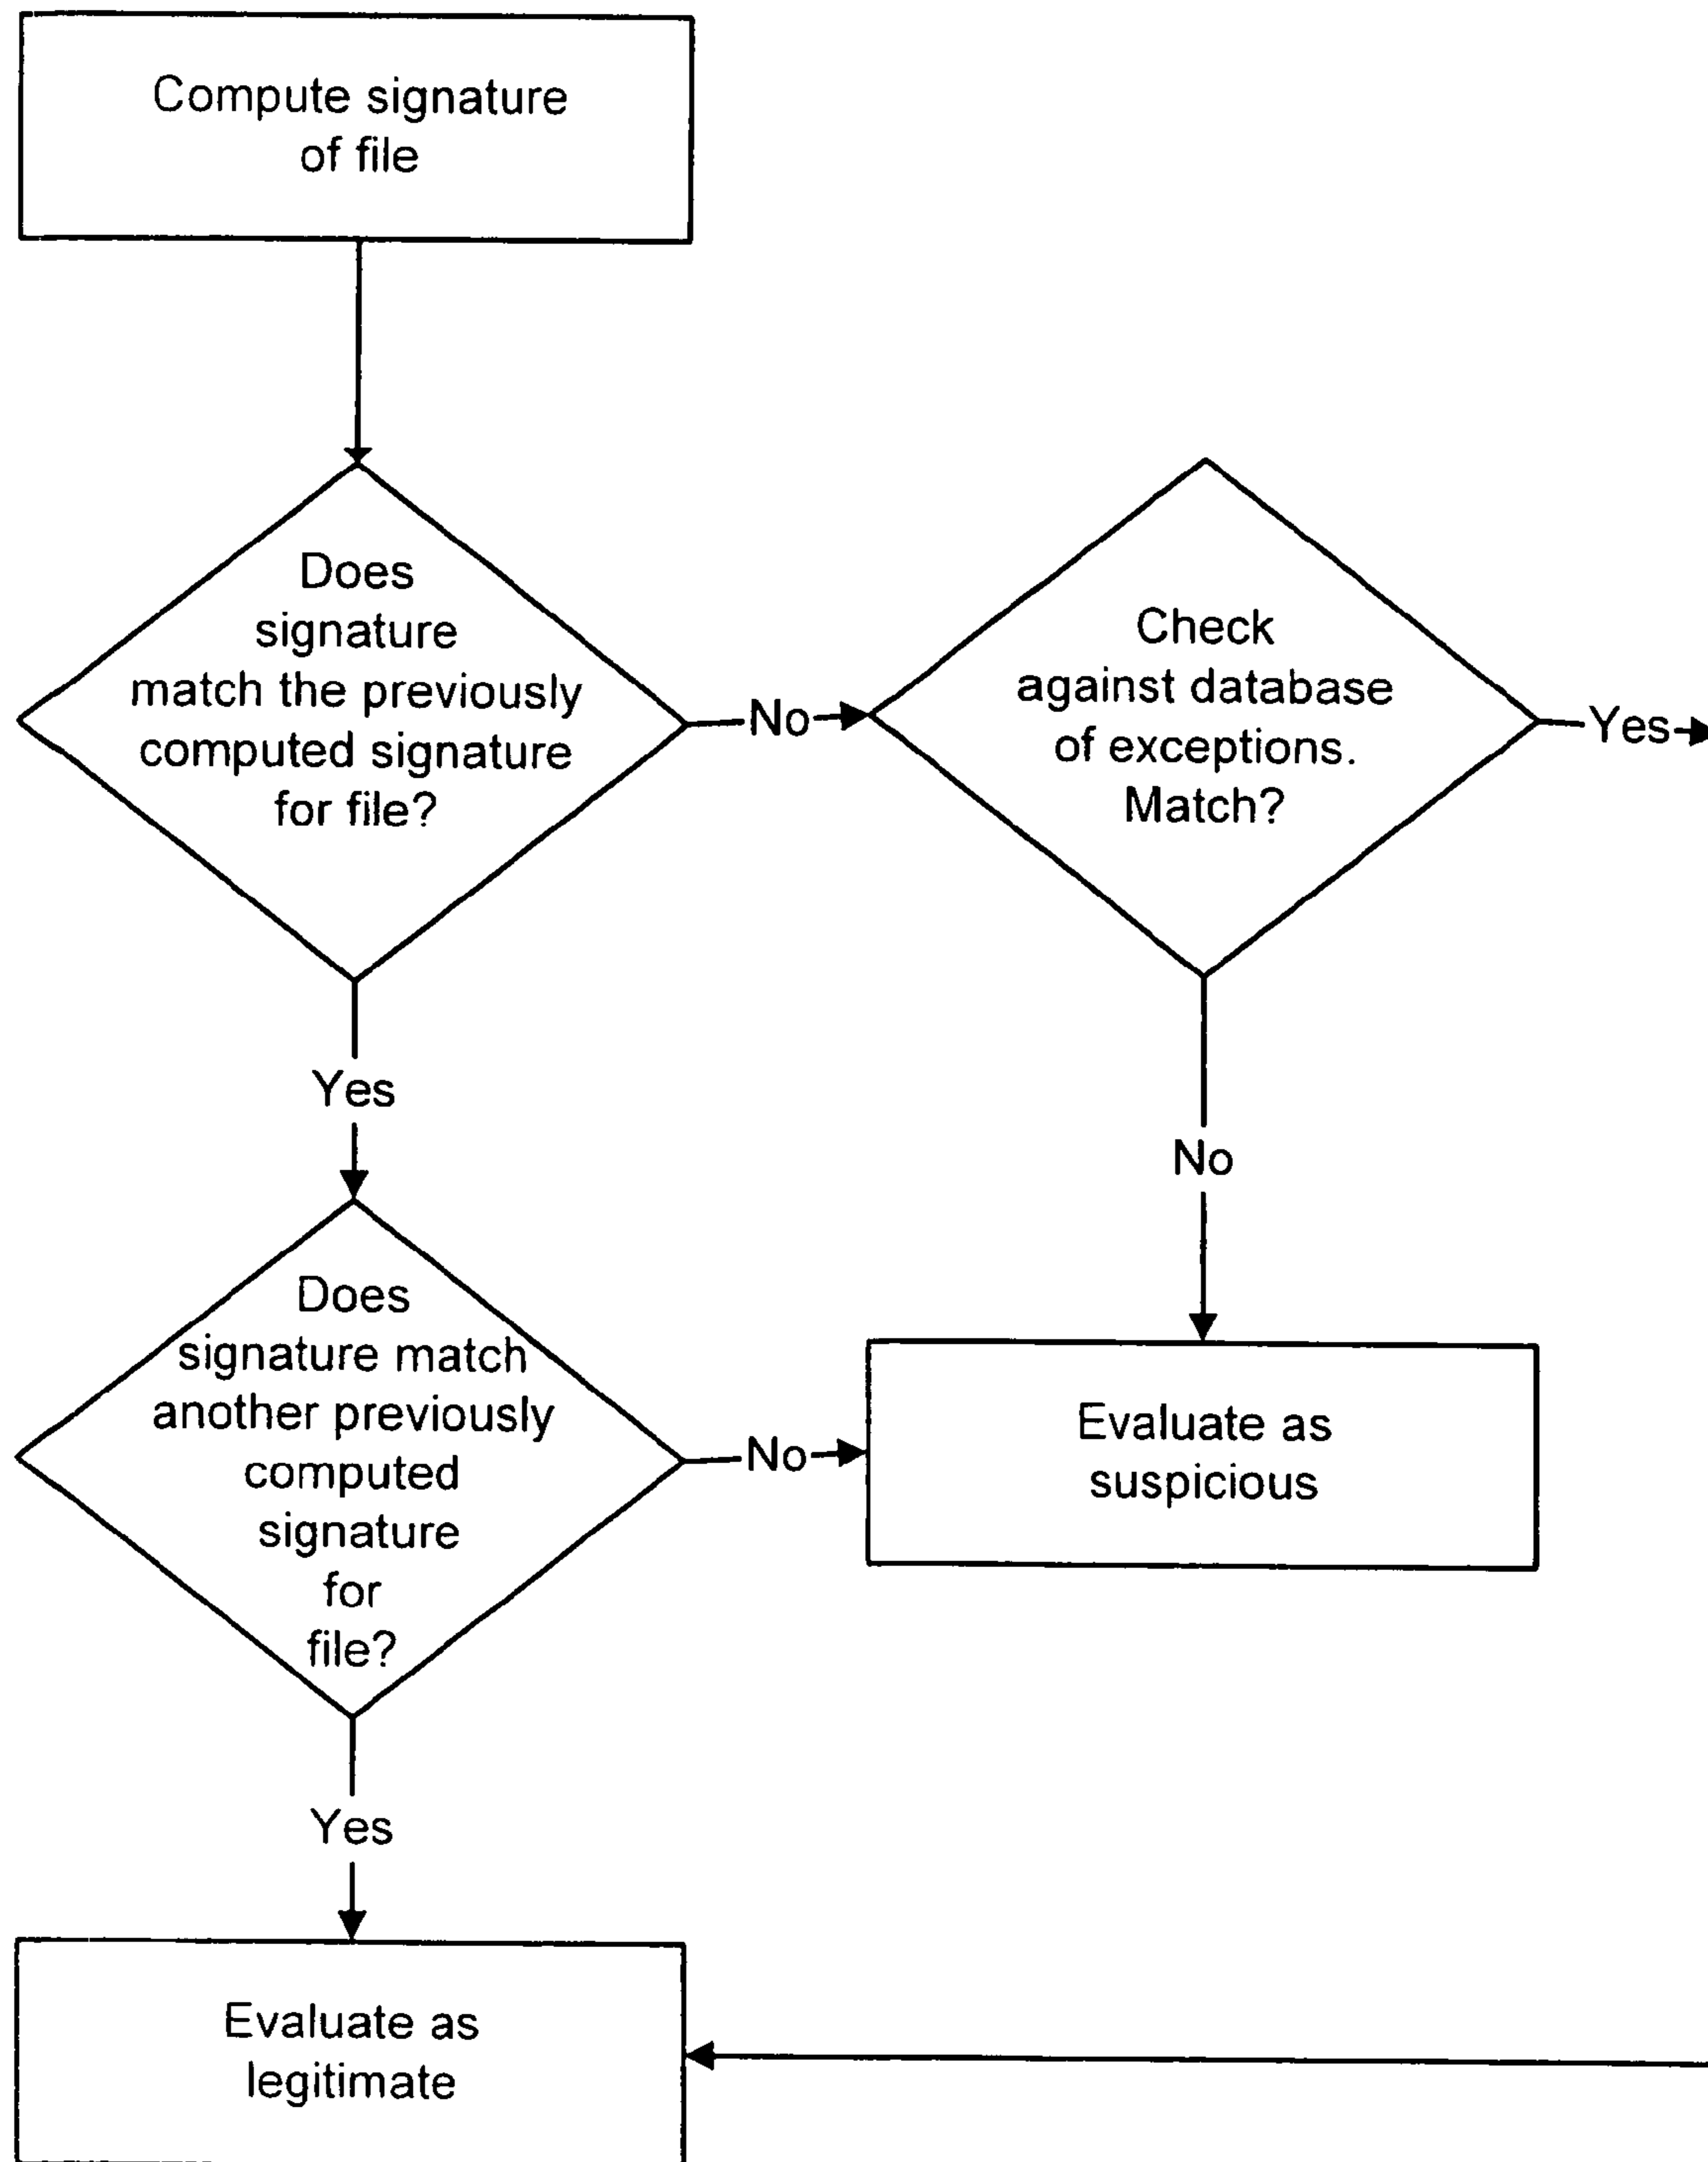 Compute signature
of file
Does
signature
match the previously
computed signature
for file?
No
Check
against database
of exceptions.
Match?
Yes
Yes
No
Does
signature match
another previously
computed
signature
for
file?
No
Evaluate as
suspicious
Yes
Evaluate as
legitimate